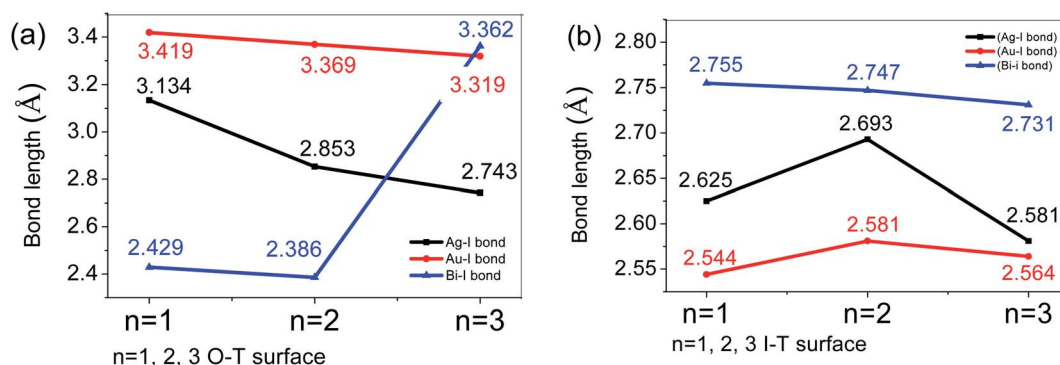 (a)
Bond length (Å)
3.4
3.2
3.0
2.8
2.6
2.4
3.419
3.369
3.362
3.319
3.134
2.853
2.743
2.429
2.386
Ag-I bond
Au-I bond
Bi-I bond
n=1 n=2 n=3
n=1, 2, 3 O-T surface
(b)
Bond length (Å)
2.80
2.75
2.70
2.65
2.60
2.55
(Ag-I bond)
(Au-I bond)
(Bi-i bond)
2.755
2.747
2.731
2.693
2.625
2.581
2.581
2.544
2.564
n=1 n=2 n=3
n=1, 2, 3 I-T surface